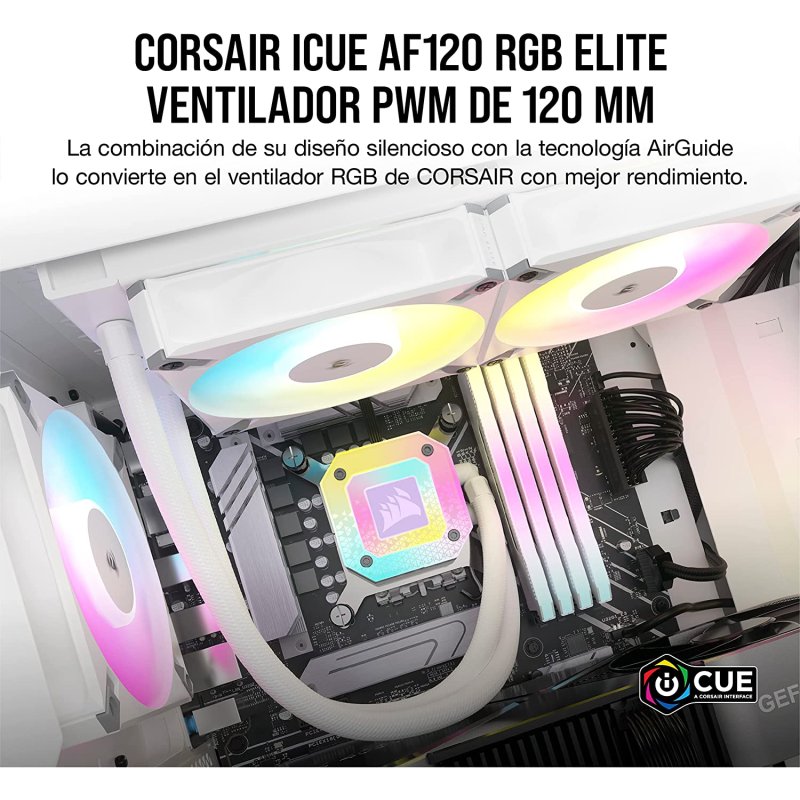 CORSAIR ICUE AF120 RGB ELITE
VENTILADOR PWM DE 120 MM
La combinación de su diseño silencioso con la tecnología AirGuide
lo convierte en el ventilador RGB de CORSAIR con mejor rendimiento.
CUE
A CORSAIR INTERFACE
GEF